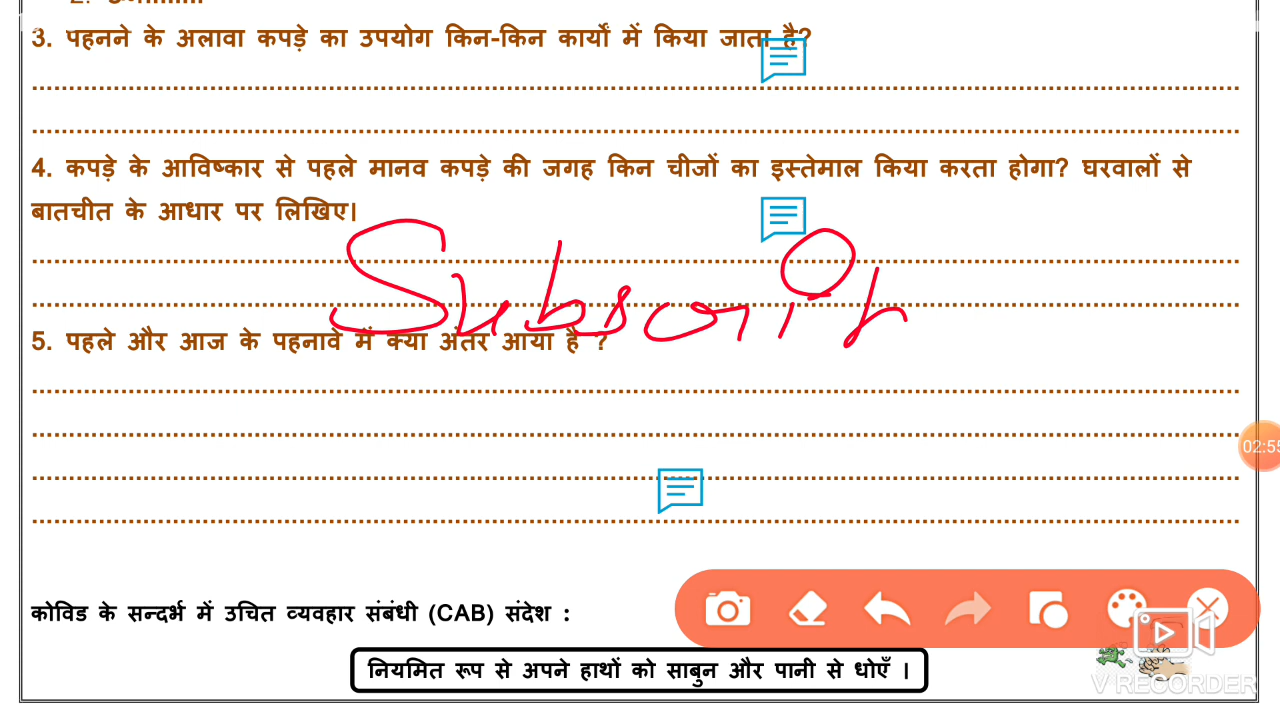 3. पहनने के अलावा कपड़े का उपयोग किन-किन कार्यों में किया जाता है?
4. कपड़े के आविष्कार से पहले मानव कपड़े की जगह किन चीजों का इस्तेमाल किया करता होगा? घरवालों से
बातचीत के आधार पर लिखिए।
5. पहले और आज के पहनावे में क्या अंतर आया है ?
02:55
कोविड के सन्दर्भ में उचित व्यवहार संबंधी (CAB) संदेश :
नियमित रूप से अपने हाथों को साबुन और पानी से धोएँ ।
V RECORDER